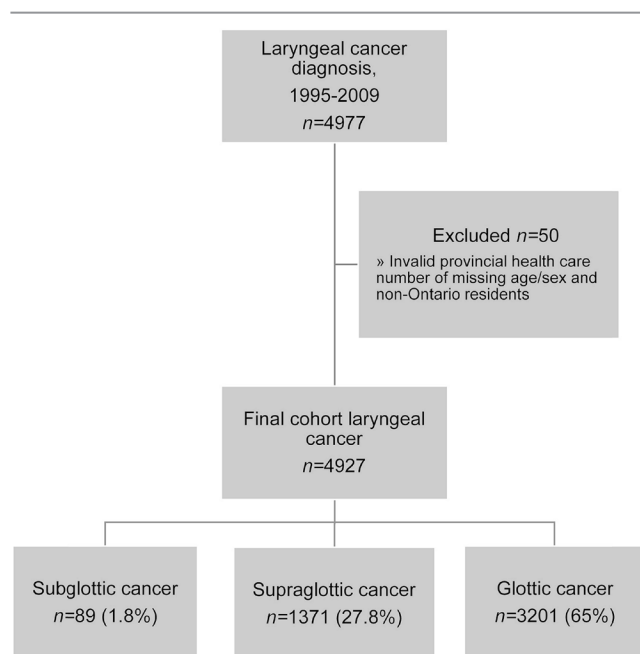 Laryngeal cancer
diagnosis,
1995-2009
n=4977
Excluded n=50
» Invalid provincial health care
number of missing age/sex and
non-Ontario residents
Final cohort laryngeal
cancer
n=4927
Subglottic cancer
n=89 (1.8%)
Supraglottic cancer
n=1371 (27.8%)
Glottic cancer
n=3201 (65%)